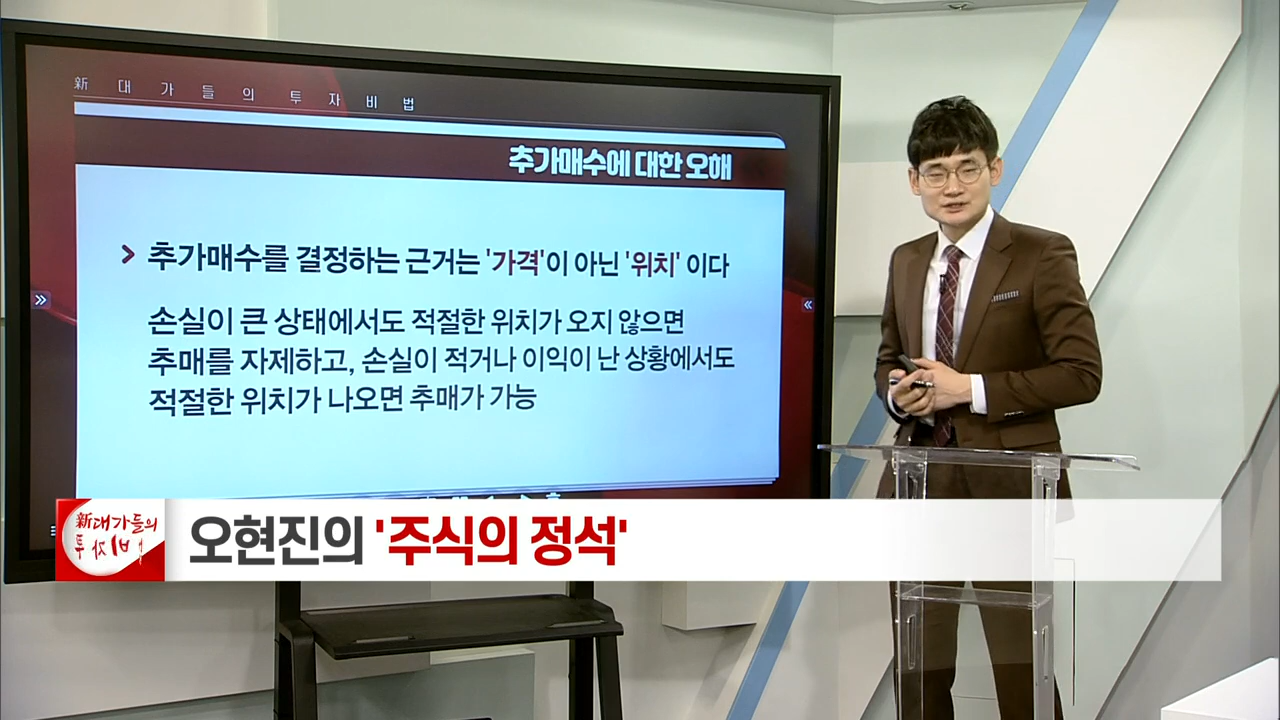 新 대 가 들 의 투 자 비 법
추가매수에 대한 오해
추가매수를 결정하는 근거는 '가격'이 아닌 '위치' 이다
손실이 큰 상태에서도 적절한 위치가 오지 않으면
추매를 자제하고, 손실이 적거나 이익이 난 상황에서도
적절한 위치가 나오면 추매가 가능
新대가들의
투자비법
오현진의 '주식의 정석'